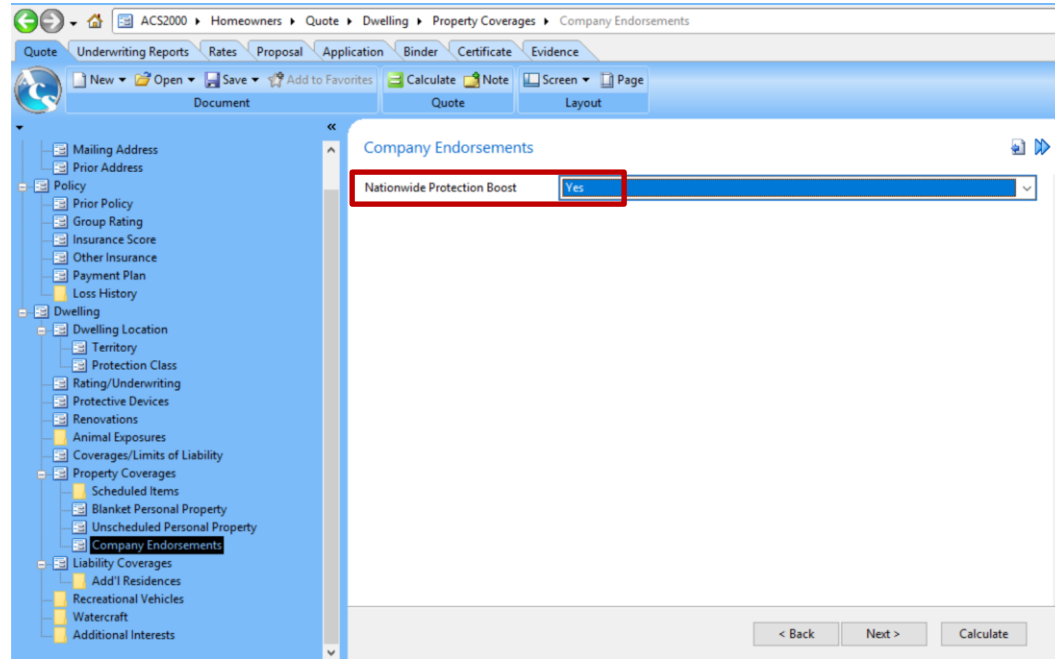 ACS2000 ▸ Homeowners ▸ Quote ▸ Dwelling ▸ Property Coverages ▸ Company Endorsements
Quote Underwriting Reports Rates Proposal Application Binder Certificate Evidence
New Open Save Add to Favorites Calculate Note Screen Page
Document Quote Layout
ACS
«
Mailing Address
Prior Address
Policy
Prior Policy
Group Rating
Insurance Score
Other Insurance
Payment Plan
Loss History
Dwelling
Dwelling Location
Territory
Protection Class
Rating/Underwriting
Protective Devices
Renovations
Animal Exposures
Coverages/Limits of Liability
Property Coverages
Scheduled Items
Blanket Personal Property
Unscheduled Personal Property
Company Endorsements
Liability Coverages
Add'l Residences
Recreational Vehicles
Watercraft
Additional Interests
Company Endorsements
Nationwide Protection Boost Yes
< Back Next > Calculate